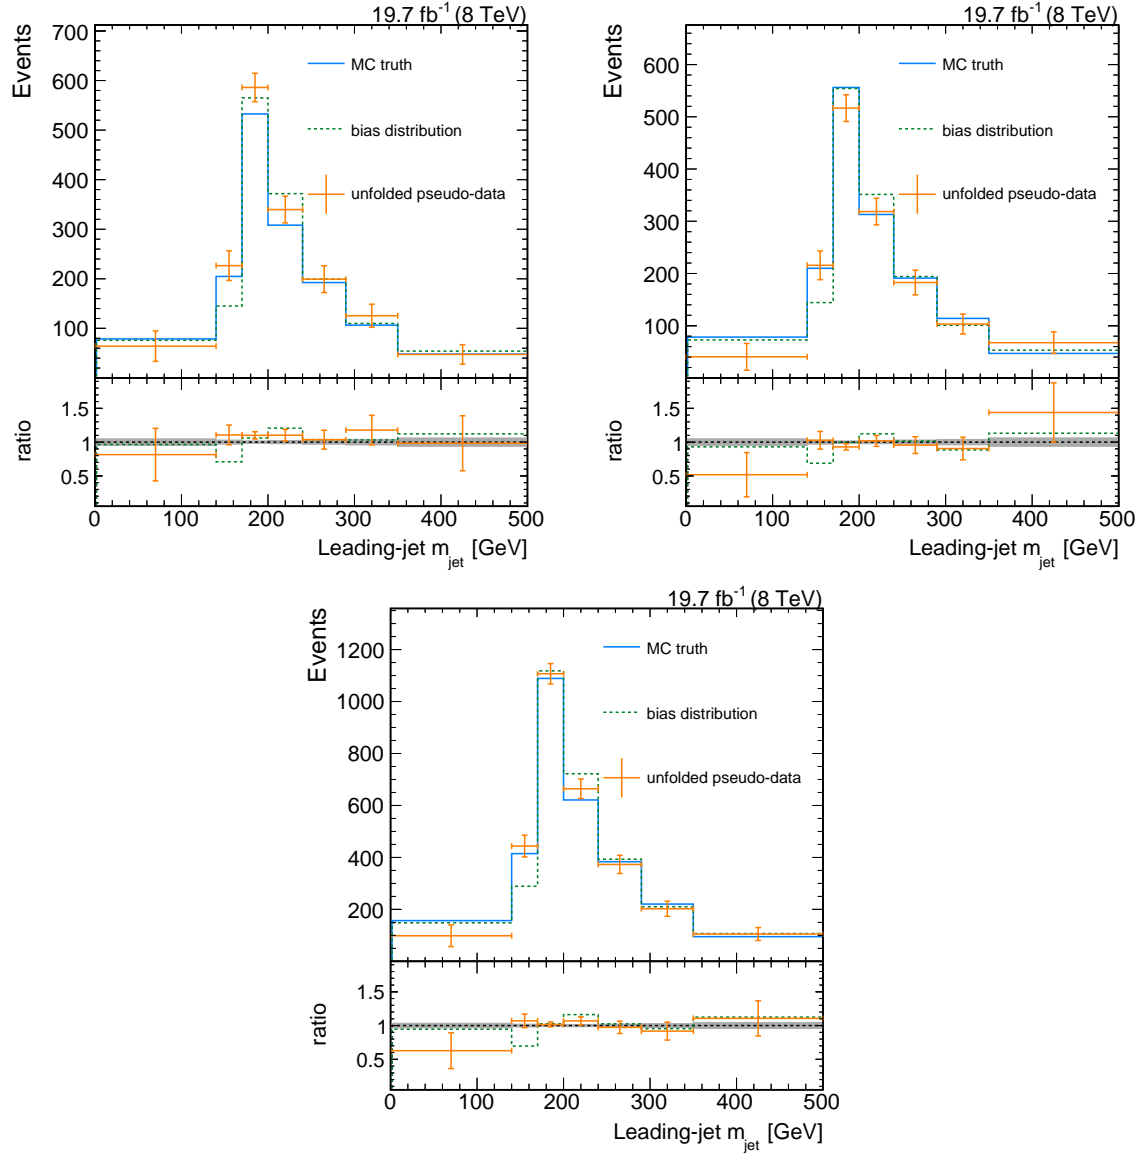 19.7 fb⁻¹ (8 TeV)
Events
700
600
500
400
300
200
100
MC truth
bias distribution
unfolded pseudo-data
ratio
1.5
1
0.5
0 100 200 300 400 500
Leading-jet m_jet [GeV]
19.7 fb⁻¹ (8 TeV)
Events
600
500
400
300
200
100
MC truth
bias distribution
unfolded pseudo-data
ratio
1.5
1
0.5
0 100 200 300 400 500
Leading-jet m_jet [GeV]
19.7 fb⁻¹ (8 TeV)
Events
1200
1000
800
600
400
200
MC truth
bias distribution
unfolded pseudo-data
ratio
1.5
1
0.5
0 100 200 300 400 500
Leading-jet m_jet [GeV]